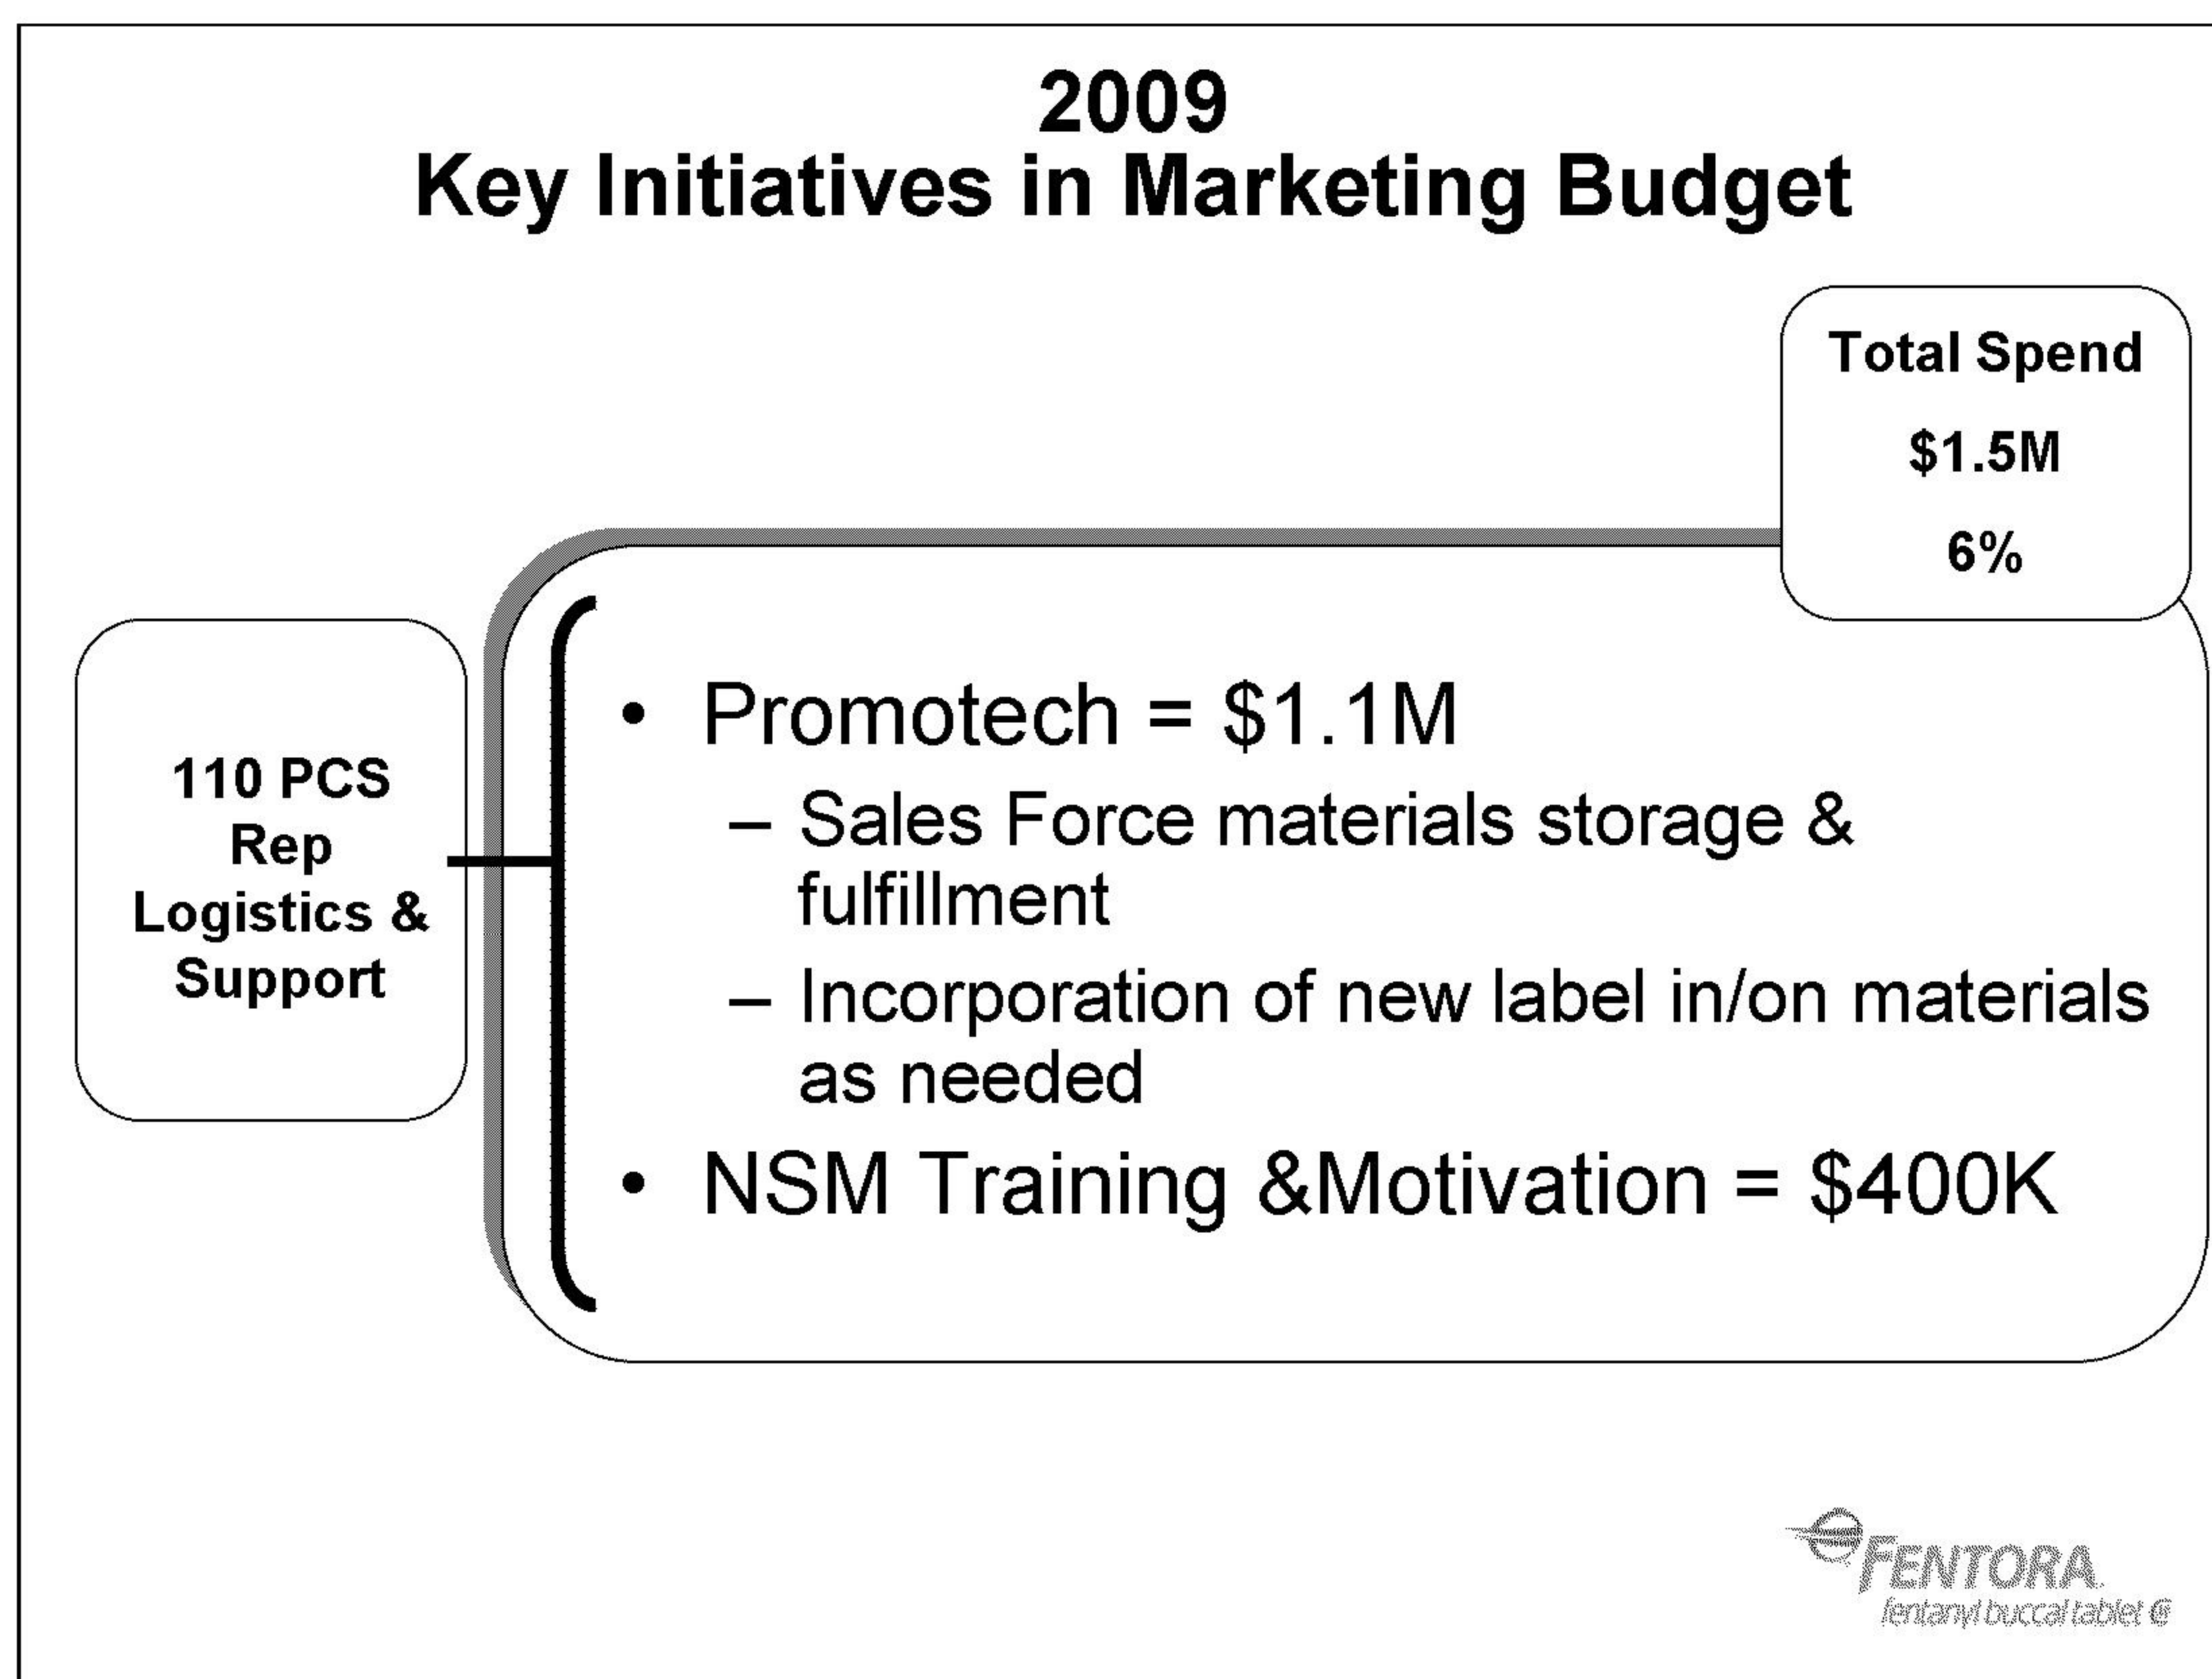 2009
Key Initiatives in Marketing Budget
Total Spend
$1.5M
6%
110 PCS
Rep
Logistics &
Support
• Promotech = $1.1M
– Sales Force materials storage &
fulfillment
– Incorporation of new label in/on materials
as needed
• NSM Training &Motivation = $400K
FENTORA
fentanyl buccal tablet